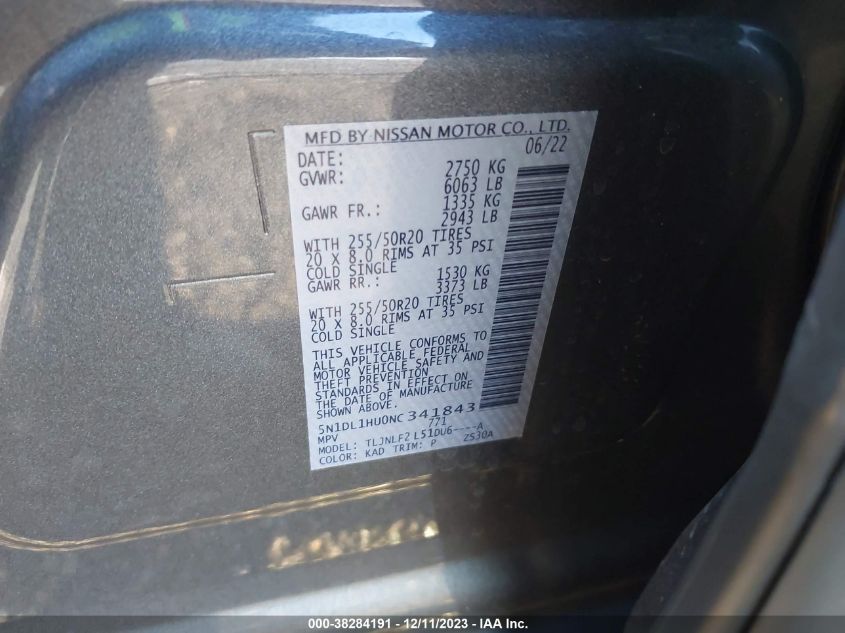 MFD BY NISSAN MOTOR CO., LTD.
DATE: 06/22
GVWR: 2750 KG
6063 LB
GAWR FR.: 1335 KG
2943 LB
WITH 255/50R20 TIRES
20 X 8.0 RIMS AT 35 PSI
COLD SINGLE
GAWR RR.: 1530 KG
3373 LB
WITH 255/50R20 TIRES
20 X 8.0 RIMS AT 35 PSI
COLD SINGLE
THIS VEHICLE CONFORMS TO
ALL APPLICABLE FEDERAL
MOTOR VEHICLE SAFETY AND
THEFT PREVENTION
STANDARDS IN EFFECT ON
THE DATE OF MANUFACTURE
SHOWN ABOVE.
5N1DL1HU0NC341843
MPV 771
MODEL: TLJNLFZ L51DU6----A
COLOR: KAD TRIM: P ZS30A
000-38284191 - 12/11/2023 - IAA Inc.